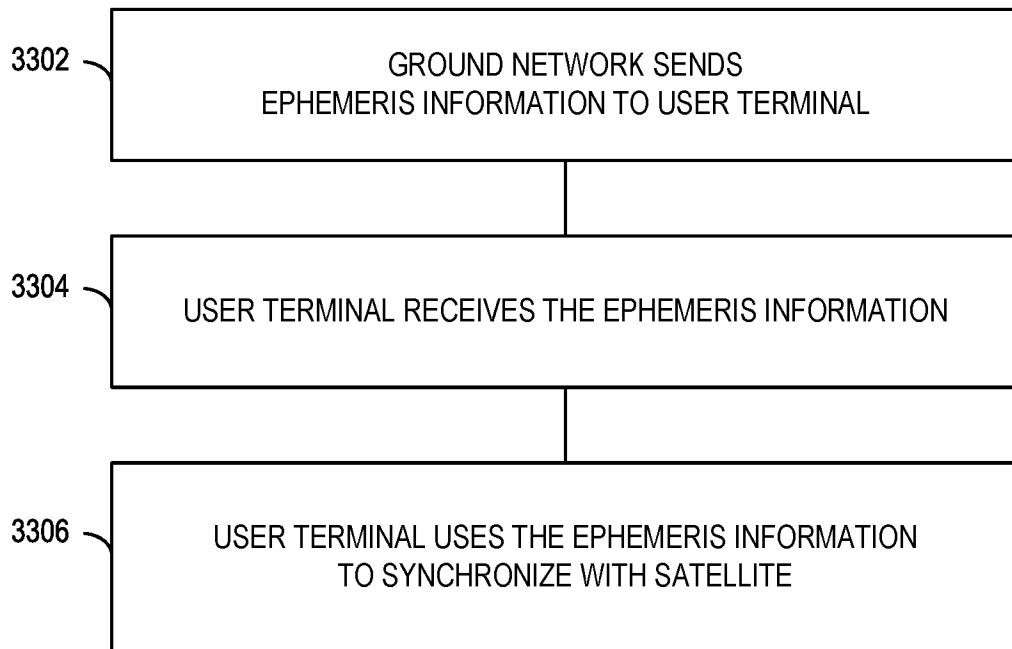 3302
GROUND NETWORK SENDS
EPHEMERIS INFORMATION TO USER TERMINAL
3304
USER TERMINAL RECEIVES THE EPHEMERIS INFORMATION
3306
USER TERMINAL USES THE EPHEMERIS INFORMATION
TO SYNCHRONIZE WITH SATELLITE